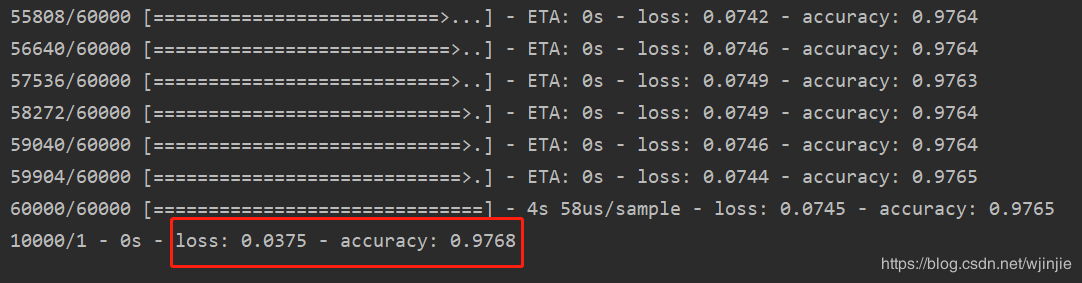 55808/60000 [==========================>...] - ETA: 0s - loss: 0.0742 - accuracy: 0.9764
56640/60000 [===========================>..] - ETA: 0s - loss: 0.0746 - accuracy: 0.9764
57536/60000 [===========================>..] - ETA: 0s - loss: 0.0749 - accuracy: 0.9763
58272/60000 [============================>.] - ETA: 0s - loss: 0.0749 - accuracy: 0.9764
59040/60000 [============================>.] - ETA: 0s - loss: 0.0746 - accuracy: 0.9764
59904/60000 [============================>.] - ETA: 0s - loss: 0.0744 - accuracy: 0.9765
60000/60000 [==============================] - 4s 58us/sample - loss: 0.0745 - accuracy: 0.9765
10000/1 - 0s - loss: 0.0375 - accuracy: 0.9768
https://blog.csdn.net/wjinjie